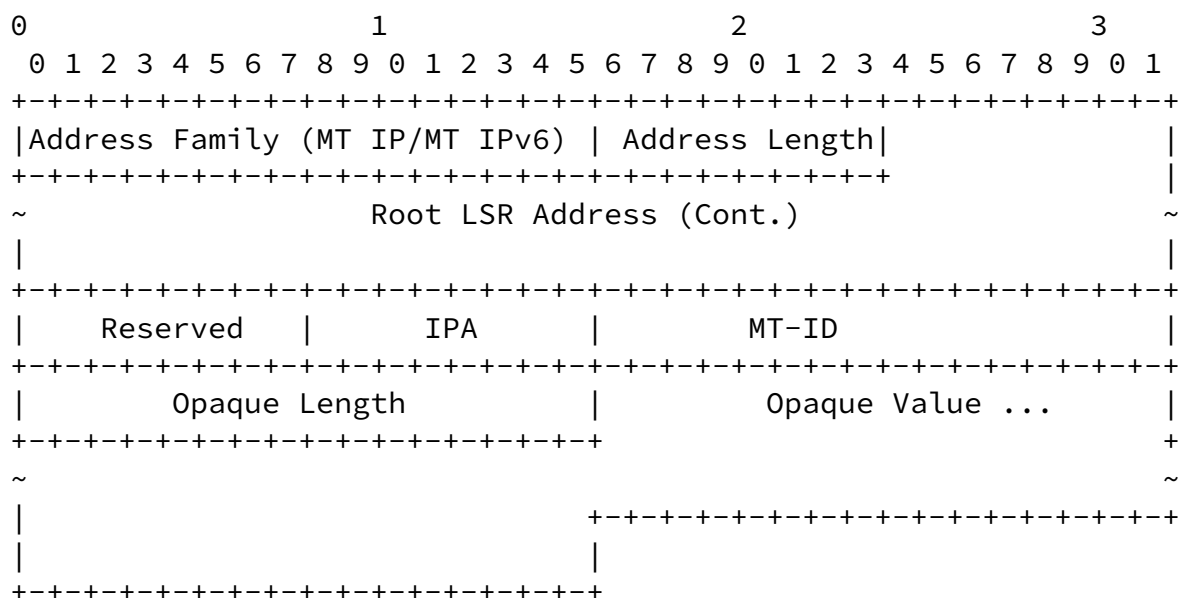 0                   1                   2                   3
 0 1 2 3 4 5 6 7 8 9 0 1 2 3 4 5 6 7 8 9 0 1 2 3 4 5 6 7 8 9 0 1
+-+-+-+-+-+-+-+-+-+-+-+-+-+-+-+-+-+-+-+-+-+-+-+-+-+-+-+-+-+-+-+-+
|Address Family (MT IP/MT IPv6) | Address Length|               |
+-+-+-+-+-+-+-+-+-+-+-+-+-+-+-+-+-+-+-+-+-+-+-+-+               |
~                   Root LSR Address (Cont.)                    ~
|                                                               |
+-+-+-+-+-+-+-+-+-+-+-+-+-+-+-+-+-+-+-+-+-+-+-+-+-+-+-+-+-+-+-+-+
|    Reserved   |      IPA      |        MT-ID                  |
+-+-+-+-+-+-+-+-+-+-+-+-+-+-+-+-+-+-+-+-+-+-+-+-+-+-+-+-+-+-+-+-+
|        Opaque Length          |         Opaque Value ...      |
+-+-+-+-+-+-+-+-+-+-+-+-+-+-+-+-+                               +
~                                                               ~
|                               +-+-+-+-+-+-+-+-+-+-+-+-+-+-+-+-+
|                               |
+-+-+-+-+-+-+-+-+-+-+-+-+-+-+-+-+